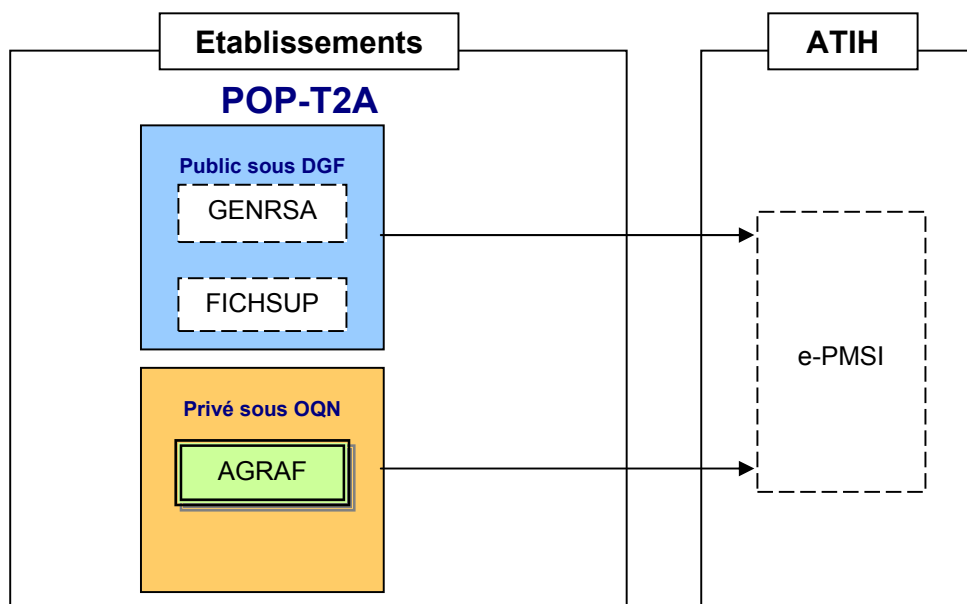 Etablissements
ATIH
POP-T2A
Public sous DGF
GENRSA
FICHSUP
e-PMSI
Privé sous OQN
AGRAF